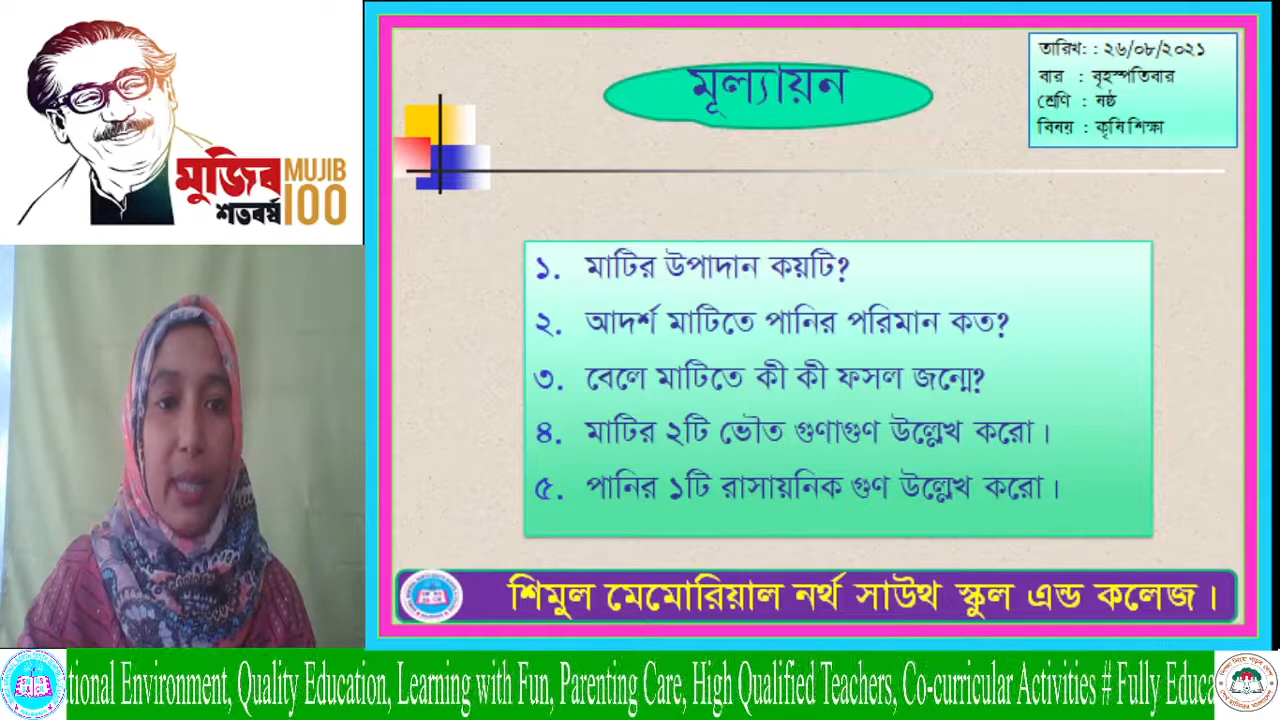 মুজিব
শতবর্ষ
MUJIB
100
মূল্যায়ন
তারিখ: : ২৬/০৮/২০২১
বার : বৃহস্পতিবার
শ্রেণি : ষষ্ঠ
বিষয় : কৃষি শিক্ষা
১. মাটির উপাদান কয়টি?
২. আদর্শ মাটিতে পানির পরিমান কত?
৩. বেলে মাটিতে কী কী ফসল জন্মে?
৪. মাটির ২টি ভৌত গুণাগুণ উল্লেখ করো।
৫. পানির ১টি রাসায়নিক গুণ উল্লেখ করো।
শিমুল মেমোরিয়াল নর্থ সাউথ স্কুল এন্ড কলেজ।
tional Environment, Quality Education, Learning with Fun, Parenting Care, High Qualified Teachers, Co-curricular Activities # Fully Educa